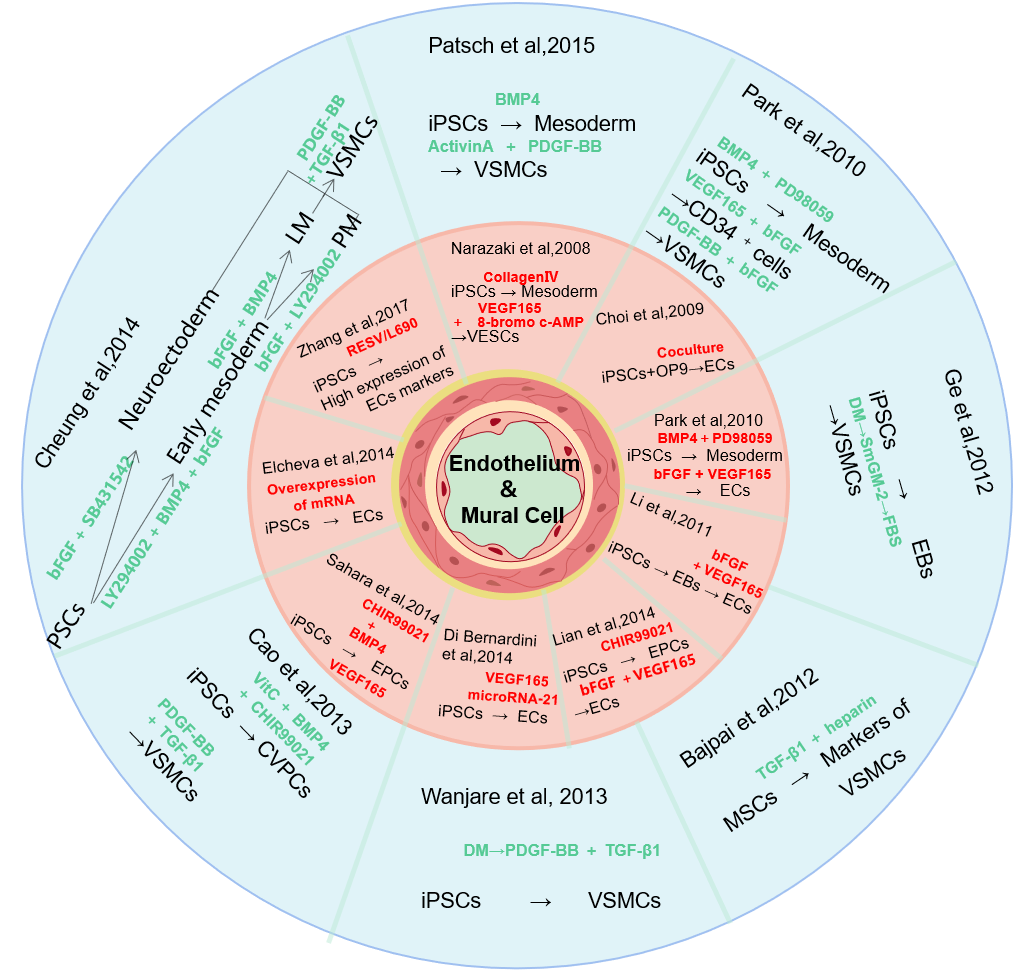 Patsch et al,2015
BMP4
iPSCs → Mesoderm
ActivinA + PDGF-BB
→ VSMCs
Park et al,2010
BMP4 + PD98059
iPSCs → Mesoderm
VEGF165 + bFGF
→CD34 + cells
PDGF-BB + bFGF
→VSMCs
Ge et al,2012
iPSCs → EBs
DM→SmGM-2→FBS
→VSMCs
Bajpai et al,2012
TGF-β1 + heparin
MSCs → Markers of
VSMCs
Wanjare et al, 2013
DM→PDGF-BB + TGF-β1
iPSCs → VSMCs
Cao et al,2013
VitC + BMP4
+ CHIR99021
iPSCs → CVPCs
PDGF-BB
+ TGF-β1
→VSMCs
Cheung et al,2014
PSCs
bFGF + SB431542
Neuroectoderm
LY294002 + BMP4 + bFGF
Early mesoderm
bFGF + BMP4
LM
bFGF + LY294002
PM
PDGF-BB
+TGF-β1
VSMCs
Narazaki et al,2008
CollagenⅣ
iPSCs → Mesoderm
VEGF165
+ 8-bromo c-AMP
→VESCs
Choi et al,2009
Coculture
iPSCs+OP9→ECs
Park et al,2010
BMP4 + PD98059
iPSCs → Mesoderm
bFGF + VEGF165
→ ECs
Li et al,2011
bFGF
+ VEGF165
iPSCs → EBs → ECs
Lian et al,2014
CHIR99021
iPSCs → EPCs
bFGF + VEGF165
→ECs
Di Bernardini
et al,2014
VEGF165
microRNA-21
iPSCs → ECs
Sahara et al,2014
CHIR99021
+
BMP4
iPSCs → EPCs
VEGF165
Elcheva et al,2014
Overexpression
of mRNA
iPSCs → ECs
Zhang et al,2017
RESV/L690
iPSCs →
High expression of
ECs markers
Endothelium
&
Mural Cell